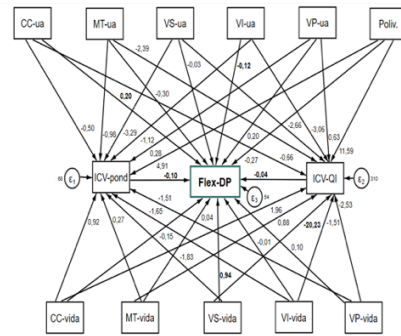 CC-ua MT-ua VS-ua VI-ua VP-ua Poliv.
-2,39 -0,03 -0,12
0,20 -0,30
-0,50 -0,98 -3,29 -1,12 0,20 -2,66 -3,06 0,63
0,28 -0,27 -0,66 11,59
4,91
ε1 ICV-pond -0,10 Flex-DP -0,04 ICV-QI ε2 310
ε3
-1,51 1,96 -2,53
0,92 0,27 -1,65 0,04 0,68 -20,23 -1,51
-0,15 -0,01 0,10
-1,83
0,94
CC-vida MT-vida VS-vida VI-vida VP-vida